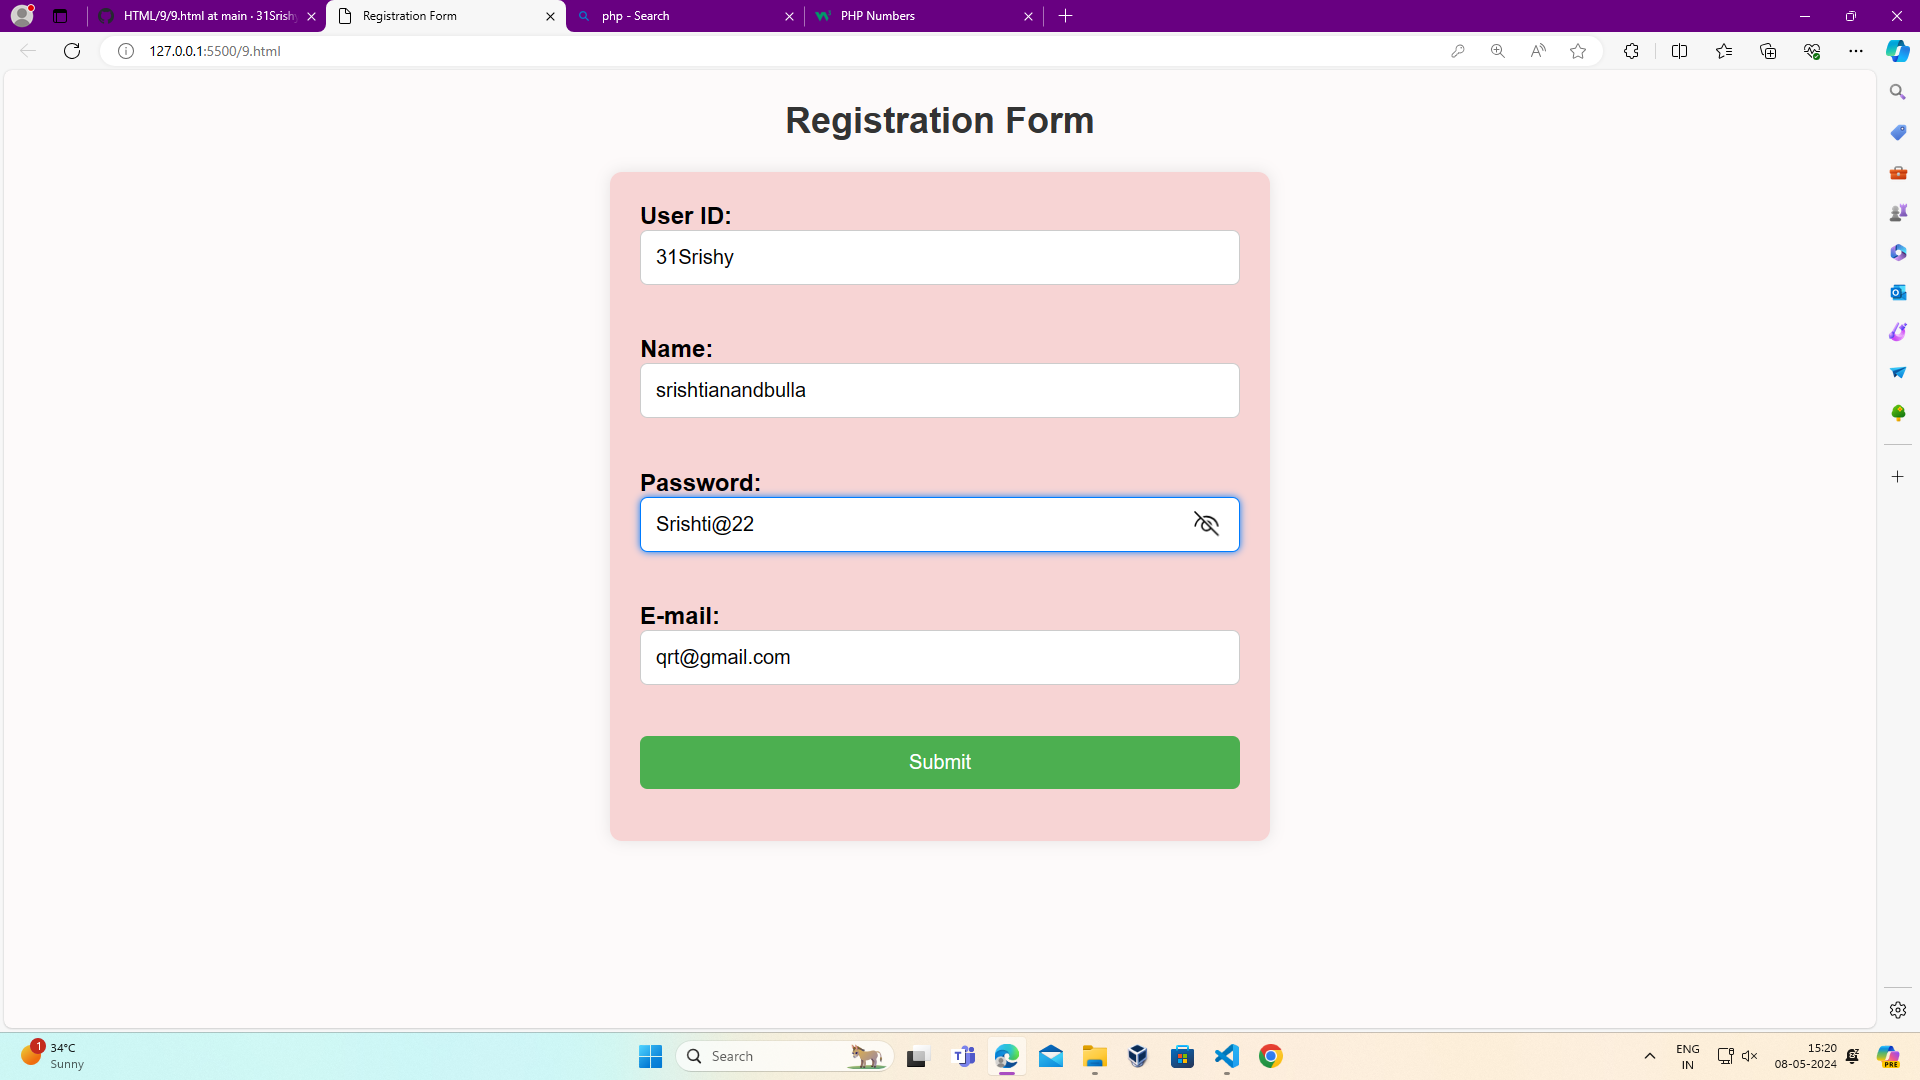 HTML/9/9.html at main · 31Srish
Registration Form
php - Search
PHP Numbers
127.0.0.1:5500/9.html
Registration Form
User ID:
31Srishy
Name:
srishtianandbulla
Password:
Srishti@22
E-mail:
qrt@gmail.com
Submit
1
34°C
Sunny
Search
ENG
IN
15:20
08-05-2024
PRE